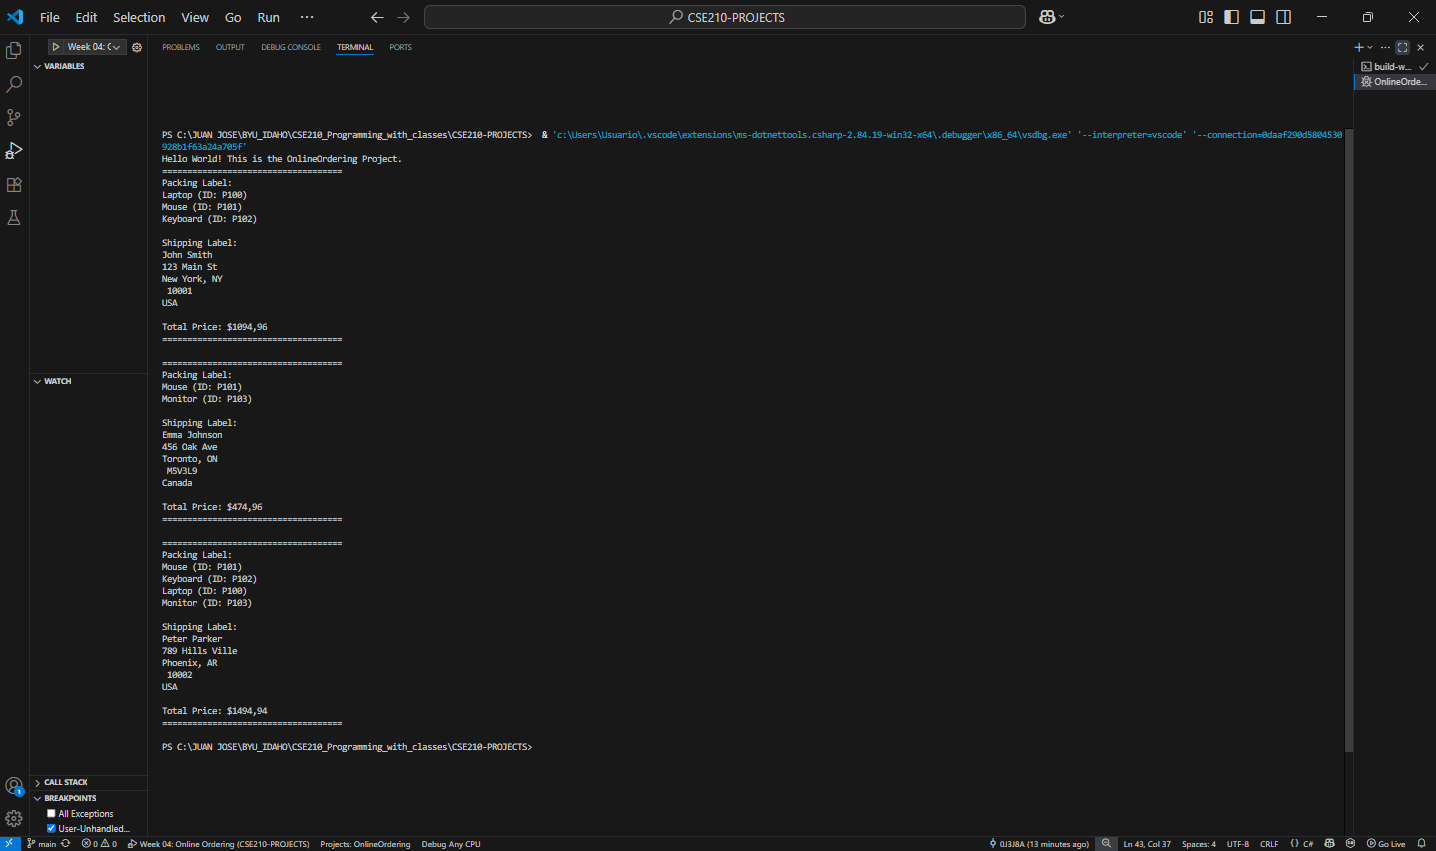 File Edit Selection View Go Run ···
CSE210-PROJECTS
Week 04: C
PROBLEMS OUTPUT DEBUG CONSOLE TERMINAL PORTS
VARIABLES
build-w...
OnlineOrde...
PS C:\JUAN JOSE\BYU_IDAHO\CSE210_Programming_with_classes\CSE210-PROJECTS> & 'c:\Users\Usuario\.vscode\extensions\ms-dotnettools.csharp-2.84.19-win32-x64\.debugger\x86_64\vsdbg.exe' '--interpreter=vscode' '--connection=0daaf290d5804530
928b1f63a24a705f'
Hello World! This is the OnlineOrdering Project.
====================================
Packing Label:
Laptop (ID: P100)
Mouse (ID: P101)
Keyboard (ID: P102)
Shipping Label:
John Smith
123 Main St
New York, NY
10001
USA
Total Price: $1094,96
====================================
====================================
Packing Label:
Mouse (ID: P101)
Monitor (ID: P103)
WATCH
Shipping Label:
Emma Johnson
456 Oak Ave
Toronto, ON
M5V3L9
Canada
Total Price: $474,96
====================================
====================================
Packing Label:
Mouse (ID: P101)
Keyboard (ID: P102)
Laptop (ID: P100)
Monitor (ID: P103)
Shipping Label:
Peter Parker
789 Hills Ville
Phoenix, AR
10002
USA
Total Price: $1494,94
====================================
PS C:\JUAN JOSE\BYU_IDAHO\CSE210_Programming_with_classes\CSE210-PROJECTS>
CALL STACK
BREAKPOINTS
All Exceptions
User-Unhandled...
1
main 0 0 Week 04: Online Ordering (CSE210-PROJECTS) Projects: OnlineOrdering Debug Any CPU 0J3J8A (13 minutes ago) Ln 43, Col 37 Spaces: 4 UTF-8 CRLF {} C# Go Live